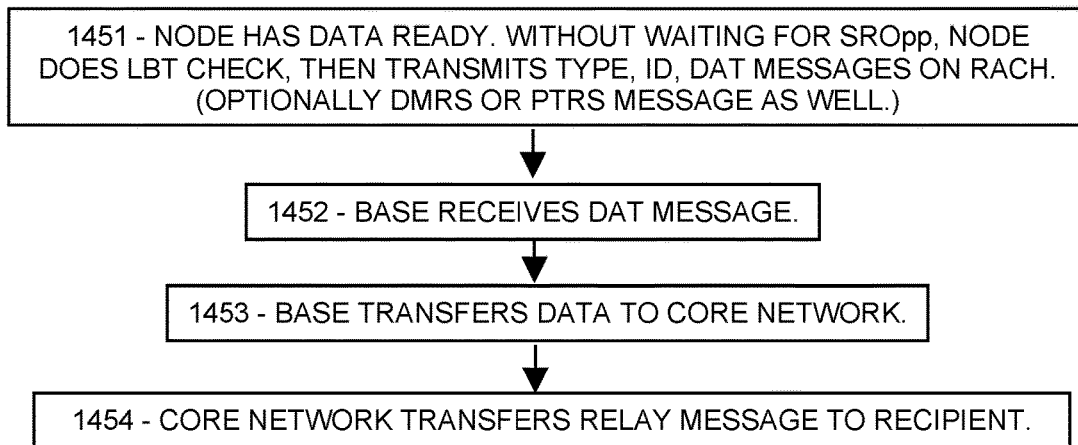 1451 - NODE HAS DATA READY. WITHOUT WAITING FOR SROpp, NODE
DOES LBT CHECK, THEN TRANSMITS TYPE, ID, DAT MESSAGES ON RACH.
(OPTIONALLY DMRS OR PTRS MESSAGE AS WELL.)
1452 - BASE RECEIVES DAT MESSAGE.
1453 - BASE TRANSFERS DATA TO CORE NETWORK.
1454 - CORE NETWORK TRANSFERS RELAY MESSAGE TO RECIPIENT.